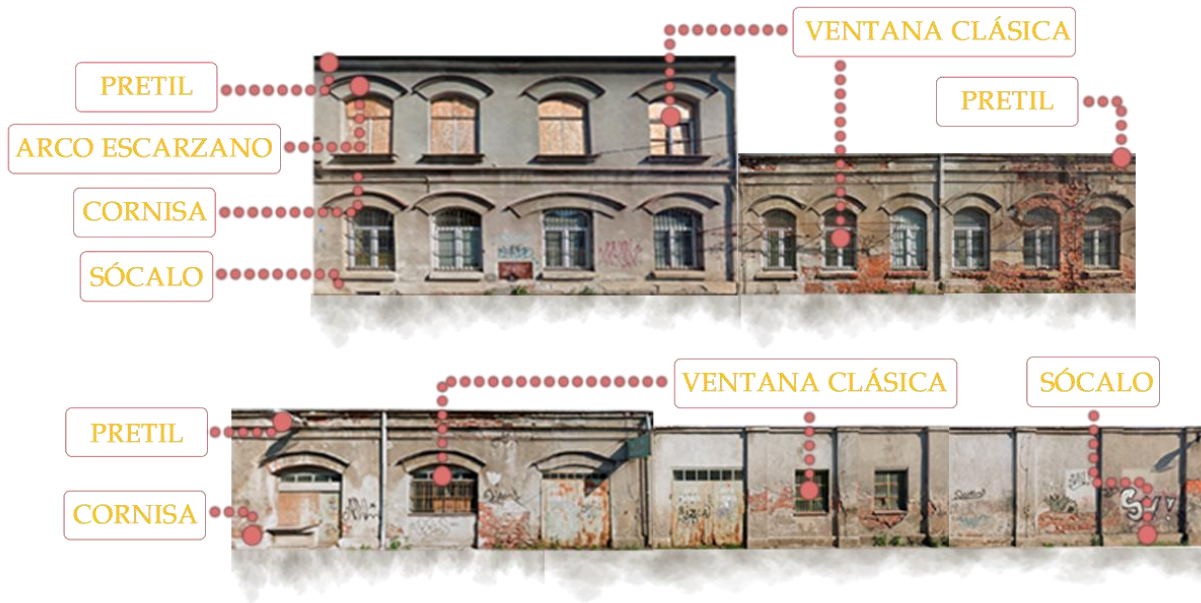 VENTANA CLÁSICA
PRETIL
PRETIL
ARCO ESCARZANO
CORNISA
SÓCALO
VENTANA CLÁSICA
SÓCALO
PRETIL
CORNISA